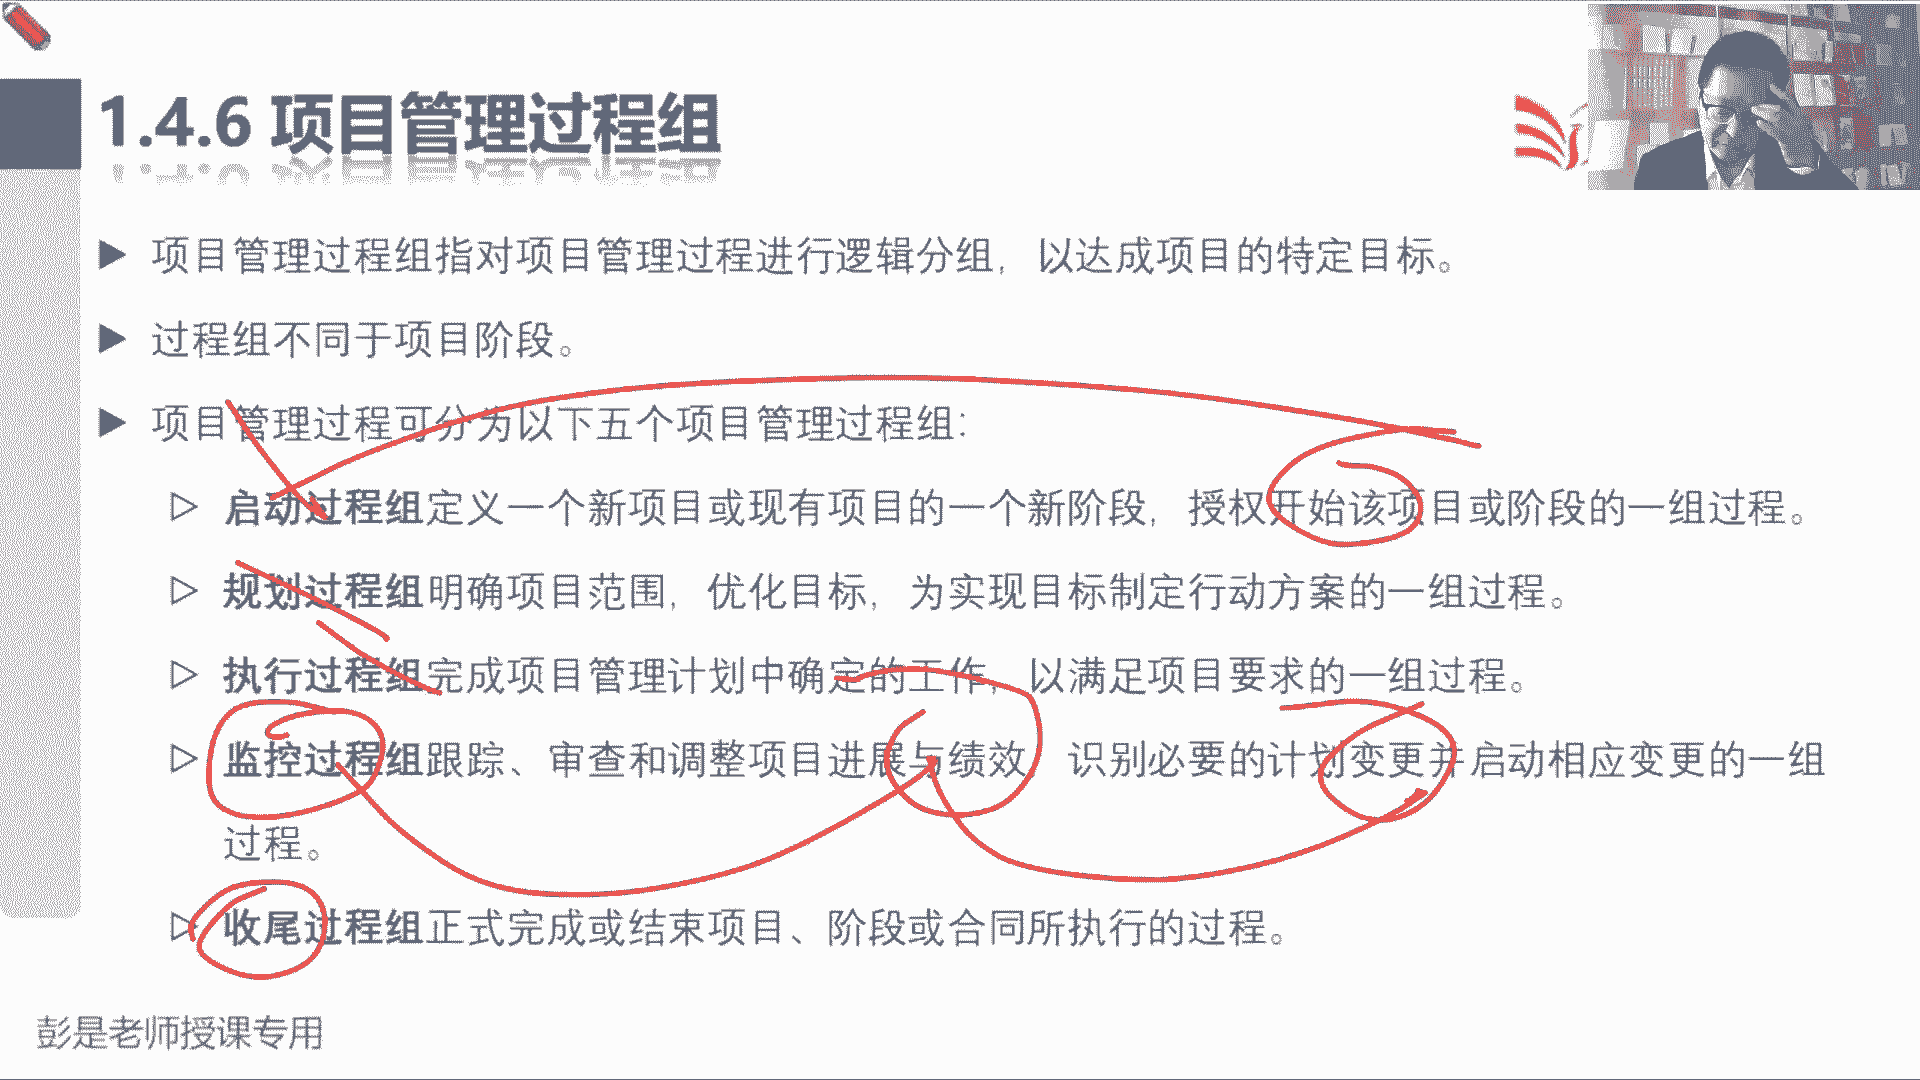 1.4.6 项目管理过程组
项目管理过程组指对项目管理过程进行逻辑分组，以达成项目的特定目标。
过程组不同于项目阶段。
项目管理过程可分为以下五个项目管理过程组：
启动过程组定义一个新项目或现有项目的一个新阶段，授权开始该项目或阶段的一组过程。
规划过程组明确项目范围，优化目标，为实现目标制定行动方案的一组过程。
执行过程组完成项目管理计划中确定的工作，以满足项目要求的一组过程。
监控过程组跟踪、审查和调整项目进展与绩效，识别必要的计划变更并启动相应变更的一组
过程。
收尾过程组正式完成或结束项目、阶段或合同所执行的过程。
彭是老师授课专用